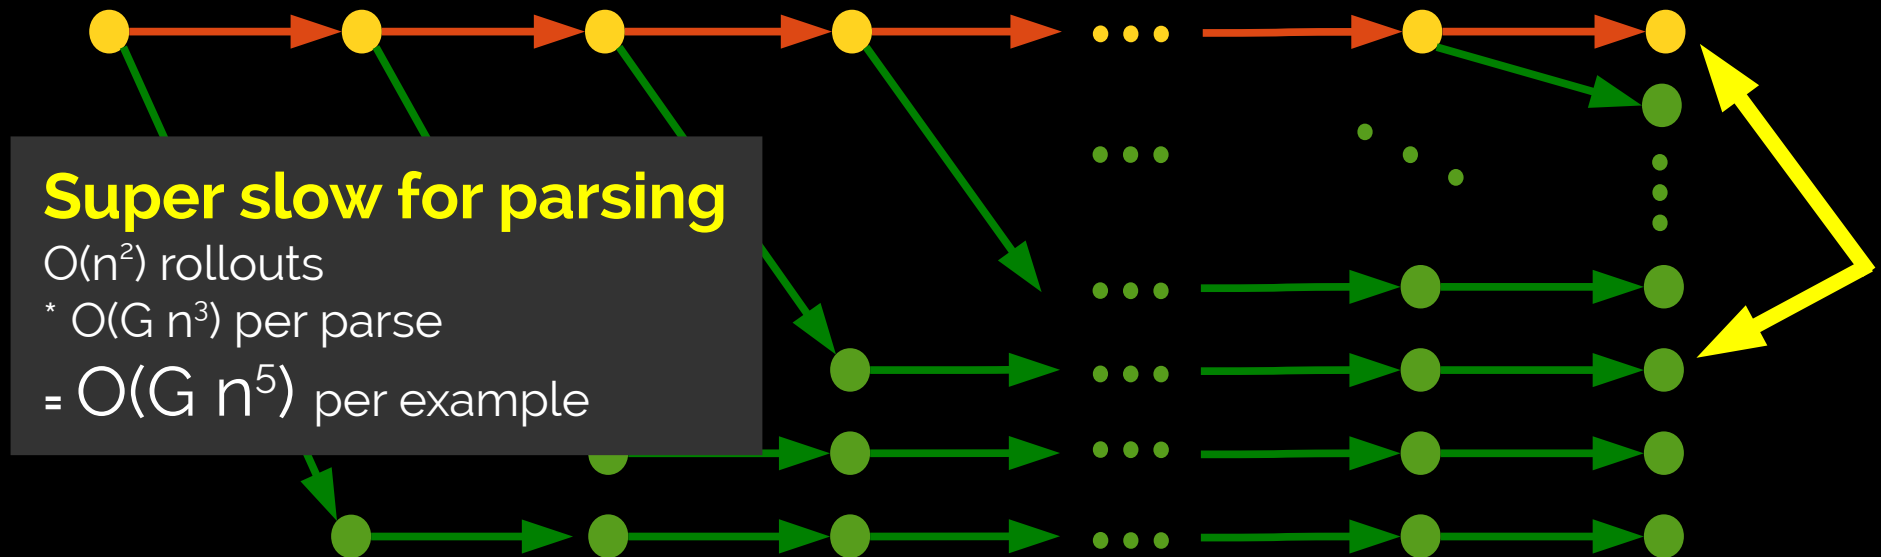 Super slow for parsing
O(n²) rollouts
* O(G n³) per parse
= O(G n⁵) per example